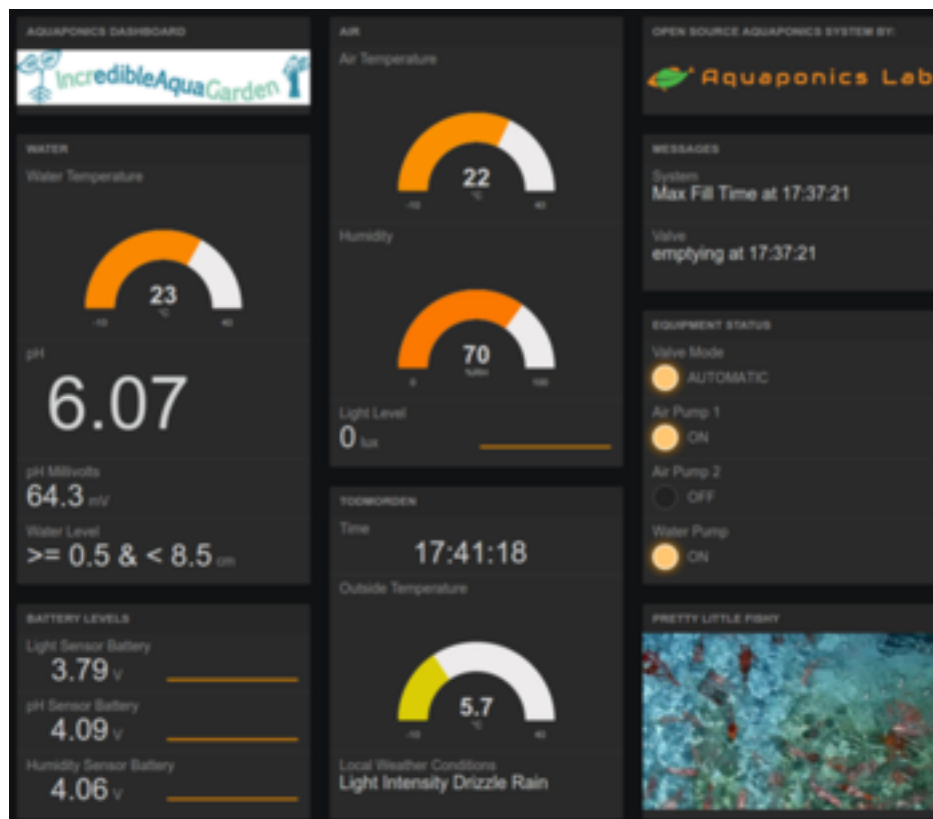 AQUAPONICS DASHBOARD
IncredibleAquaGarden
WATER
Water Temperature
23
°C
-10 40
pH
6.07
pH Millivolts
64.3 mV
Water Level
>= 0.5 & < 8.5 cm
BATTERY LEVELS
Light Sensor Battery
3.79 V
pH Sensor Battery
4.09 V
Humidity Sensor Battery
4.06 V
AIR
Air Temperature
22
°C
-10 40
Humidity
70
%RH
0 100
Light Level
0 lux
TODMORDEN
Time
17:41:18
Outside Temperature
5.7
°C
-10 40
Local Weather Conditions
Light Intensity Drizzle Rain
OPEN SOURCE AQUAPONICS SYSTEM BY:
Aquaponics Lab
MESSAGES
System
Max Fill Time at 17:37:21
Valve
emptying at 17:37:21
EQUIPMENT STATUS
Valve Mode
AUTOMATIC
Air Pump 1
ON
Air Pump 2
OFF
Water Pump
ON
PRETTY LITTLE FISHY